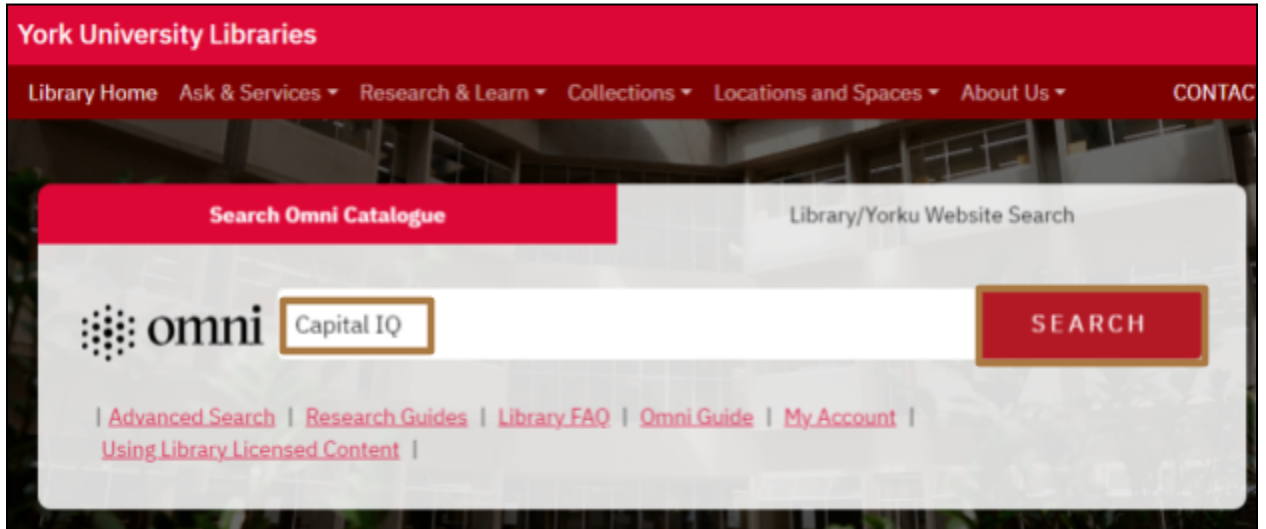 York University Libraries
Library Home Ask & Services Research & Learn Collections Locations and Spaces About Us CONTAC
Search Omni Catalogue Library/Yorku Website Search
omni Capital IQ SEARCH
| Advanced Search | Research Guides | Library FAQ | Omni Guide | My Account |
Using Library Licensed Content |